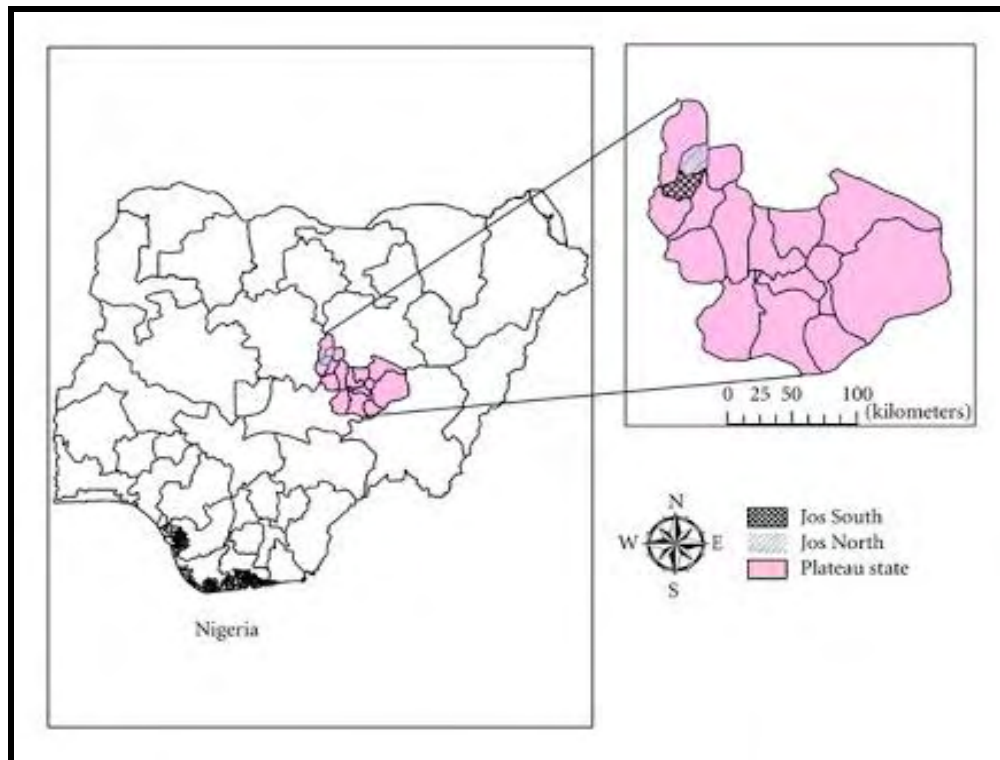 Nigeria
0 25 50 100
(kilometers)
N
W E
S
Jos South
Jos North
Plateau state